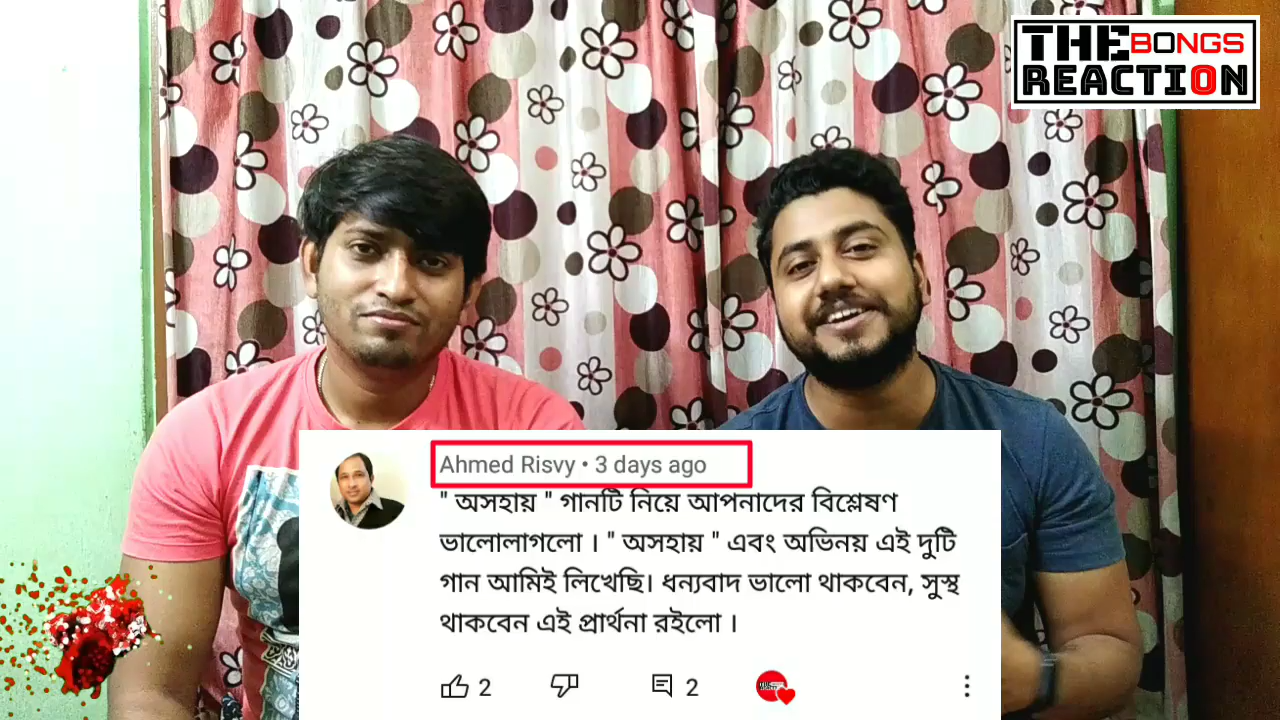 THE BONGS
REACTION
Ahmed Risvy • 3 days ago
" অসহায় " গানটি নিয়ে আপনাদের বিশ্লেষণ
ভালোলাগলো । " অসহায় " এবং অভিনয় এই দুটি
গান আমিই লিখেছি। ধন্যবাদ ভালো থাকবেন, সুস্থ
থাকবেন এই প্রার্থনা রইলো ।
2
2